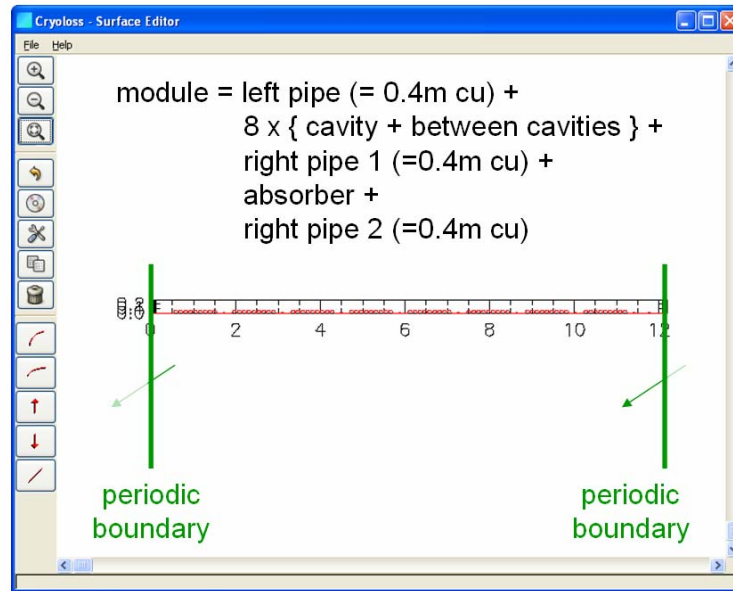 Cryoloss - Surface Editor
File Help
module = left pipe (= 0.4m cu) +
8 x { cavity + between cavities } +
right pipe 1 (=0.4m cu) +
absorber +
right pipe 2 (=0.4m cu)
0 2 4 6 8 10 12
periodic periodic
boundary boundary